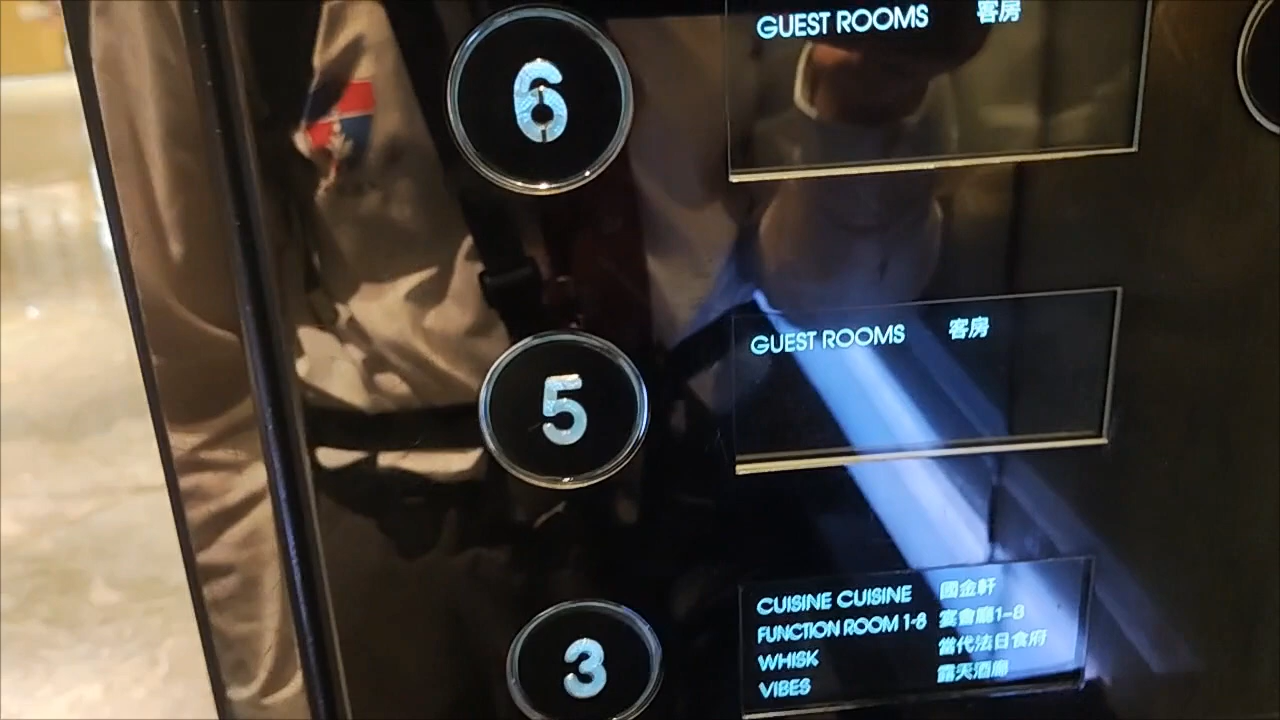 6 GUEST ROOMS 客房
5 GUEST ROOMS 客房
3
CUISINE CUISINE 國金軒
FUNCTION ROOM 1-8 宴會廳1-8
WHISK 當代法日食府
VIBES 露天酒廊